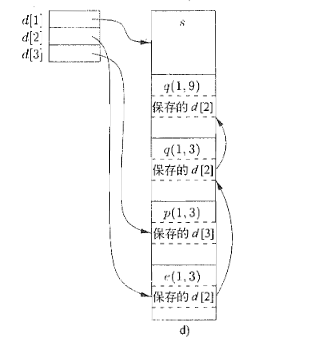 d[1]
d[2]
d[3]
s
q(1,9)
保存的 d[2]
q(1,3)
保存的 d[2]
p(1,3)
保存的 d[3]
e(1,3)
保存的 d[2]
d)